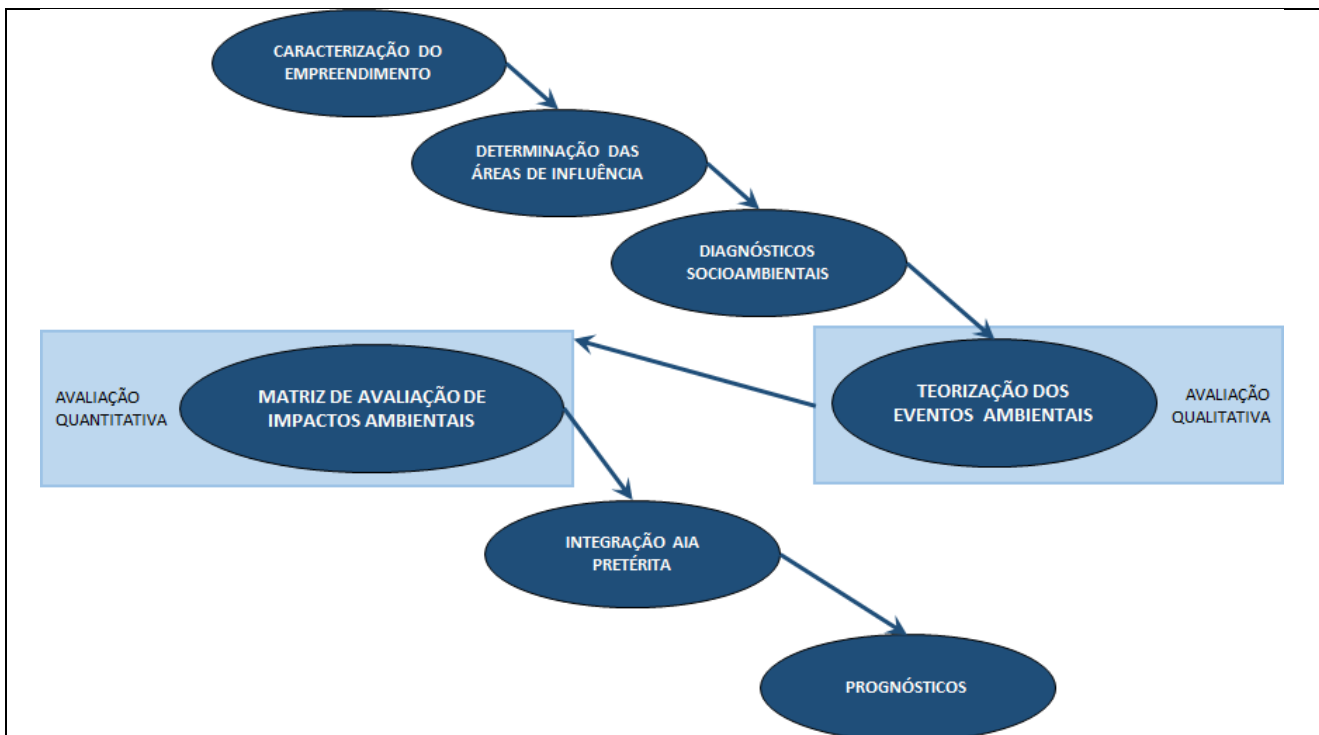 CARACTERIZAÇÃO DO
EMPREENDIMENTO
DETERMINAÇÃO DAS
ÁREAS DE INFLUÊNCIA
DIAGNÓSTICOS
SOCIOAMBIENTAIS
AVALIAÇÃO
QUANTITATIVA
MATRIZ DE AVALIAÇÃO DE
IMPACTOS AMBIENTAIS
TEORIZAÇÃO DOS
EVENTOS AMBIENTAIS
AVALIAÇÃO
QUALITATIVA
INTEGRAÇÃO AIA
PRETÉRITA
PROGNÓSTICOS